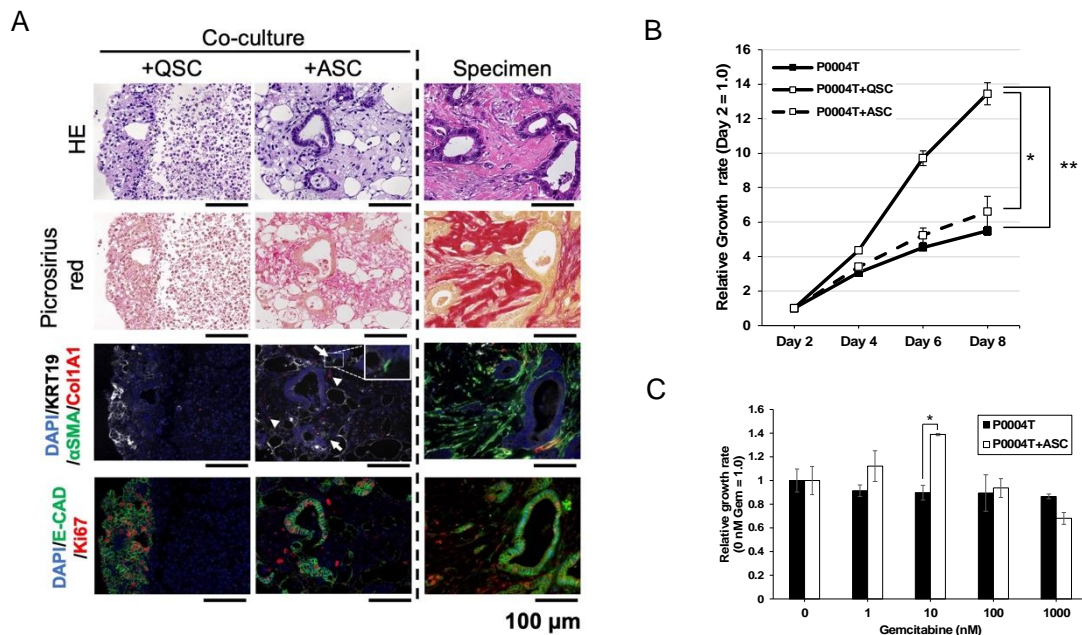 A
Co-culture
+QSC
+ASC
Specimen
HE
Picrosirius
red
DAPI/KRT19
/αSMA/Col1A1
DAPI/E-CAD
/Ki67
100 µm
B
Relative Growth rate (Day 2 = 1.0)
16
14
12
10
8
6
4
2
0
P0004T
P0004T+QSC
P0004T+ASC
*
**
Day 2
Day 4
Day 6
Day 8
C
Relative growth rate
(0 nM Gem = 1.0)
1.6
1.4
1.2
1
0.8
0.6
0.4
0.2
0
*
P0004T
P0004T+ASC
0
1
10
100
1000
Gemcitabine (nM)